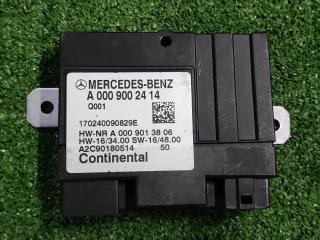 MERCEDES-BENZ
A 000 900 24 14
Q001
170240090829E
HW-NR A 000 901 38 06
HW-16/34.00 SW-16/48.00
A2C90180514 50
Continental